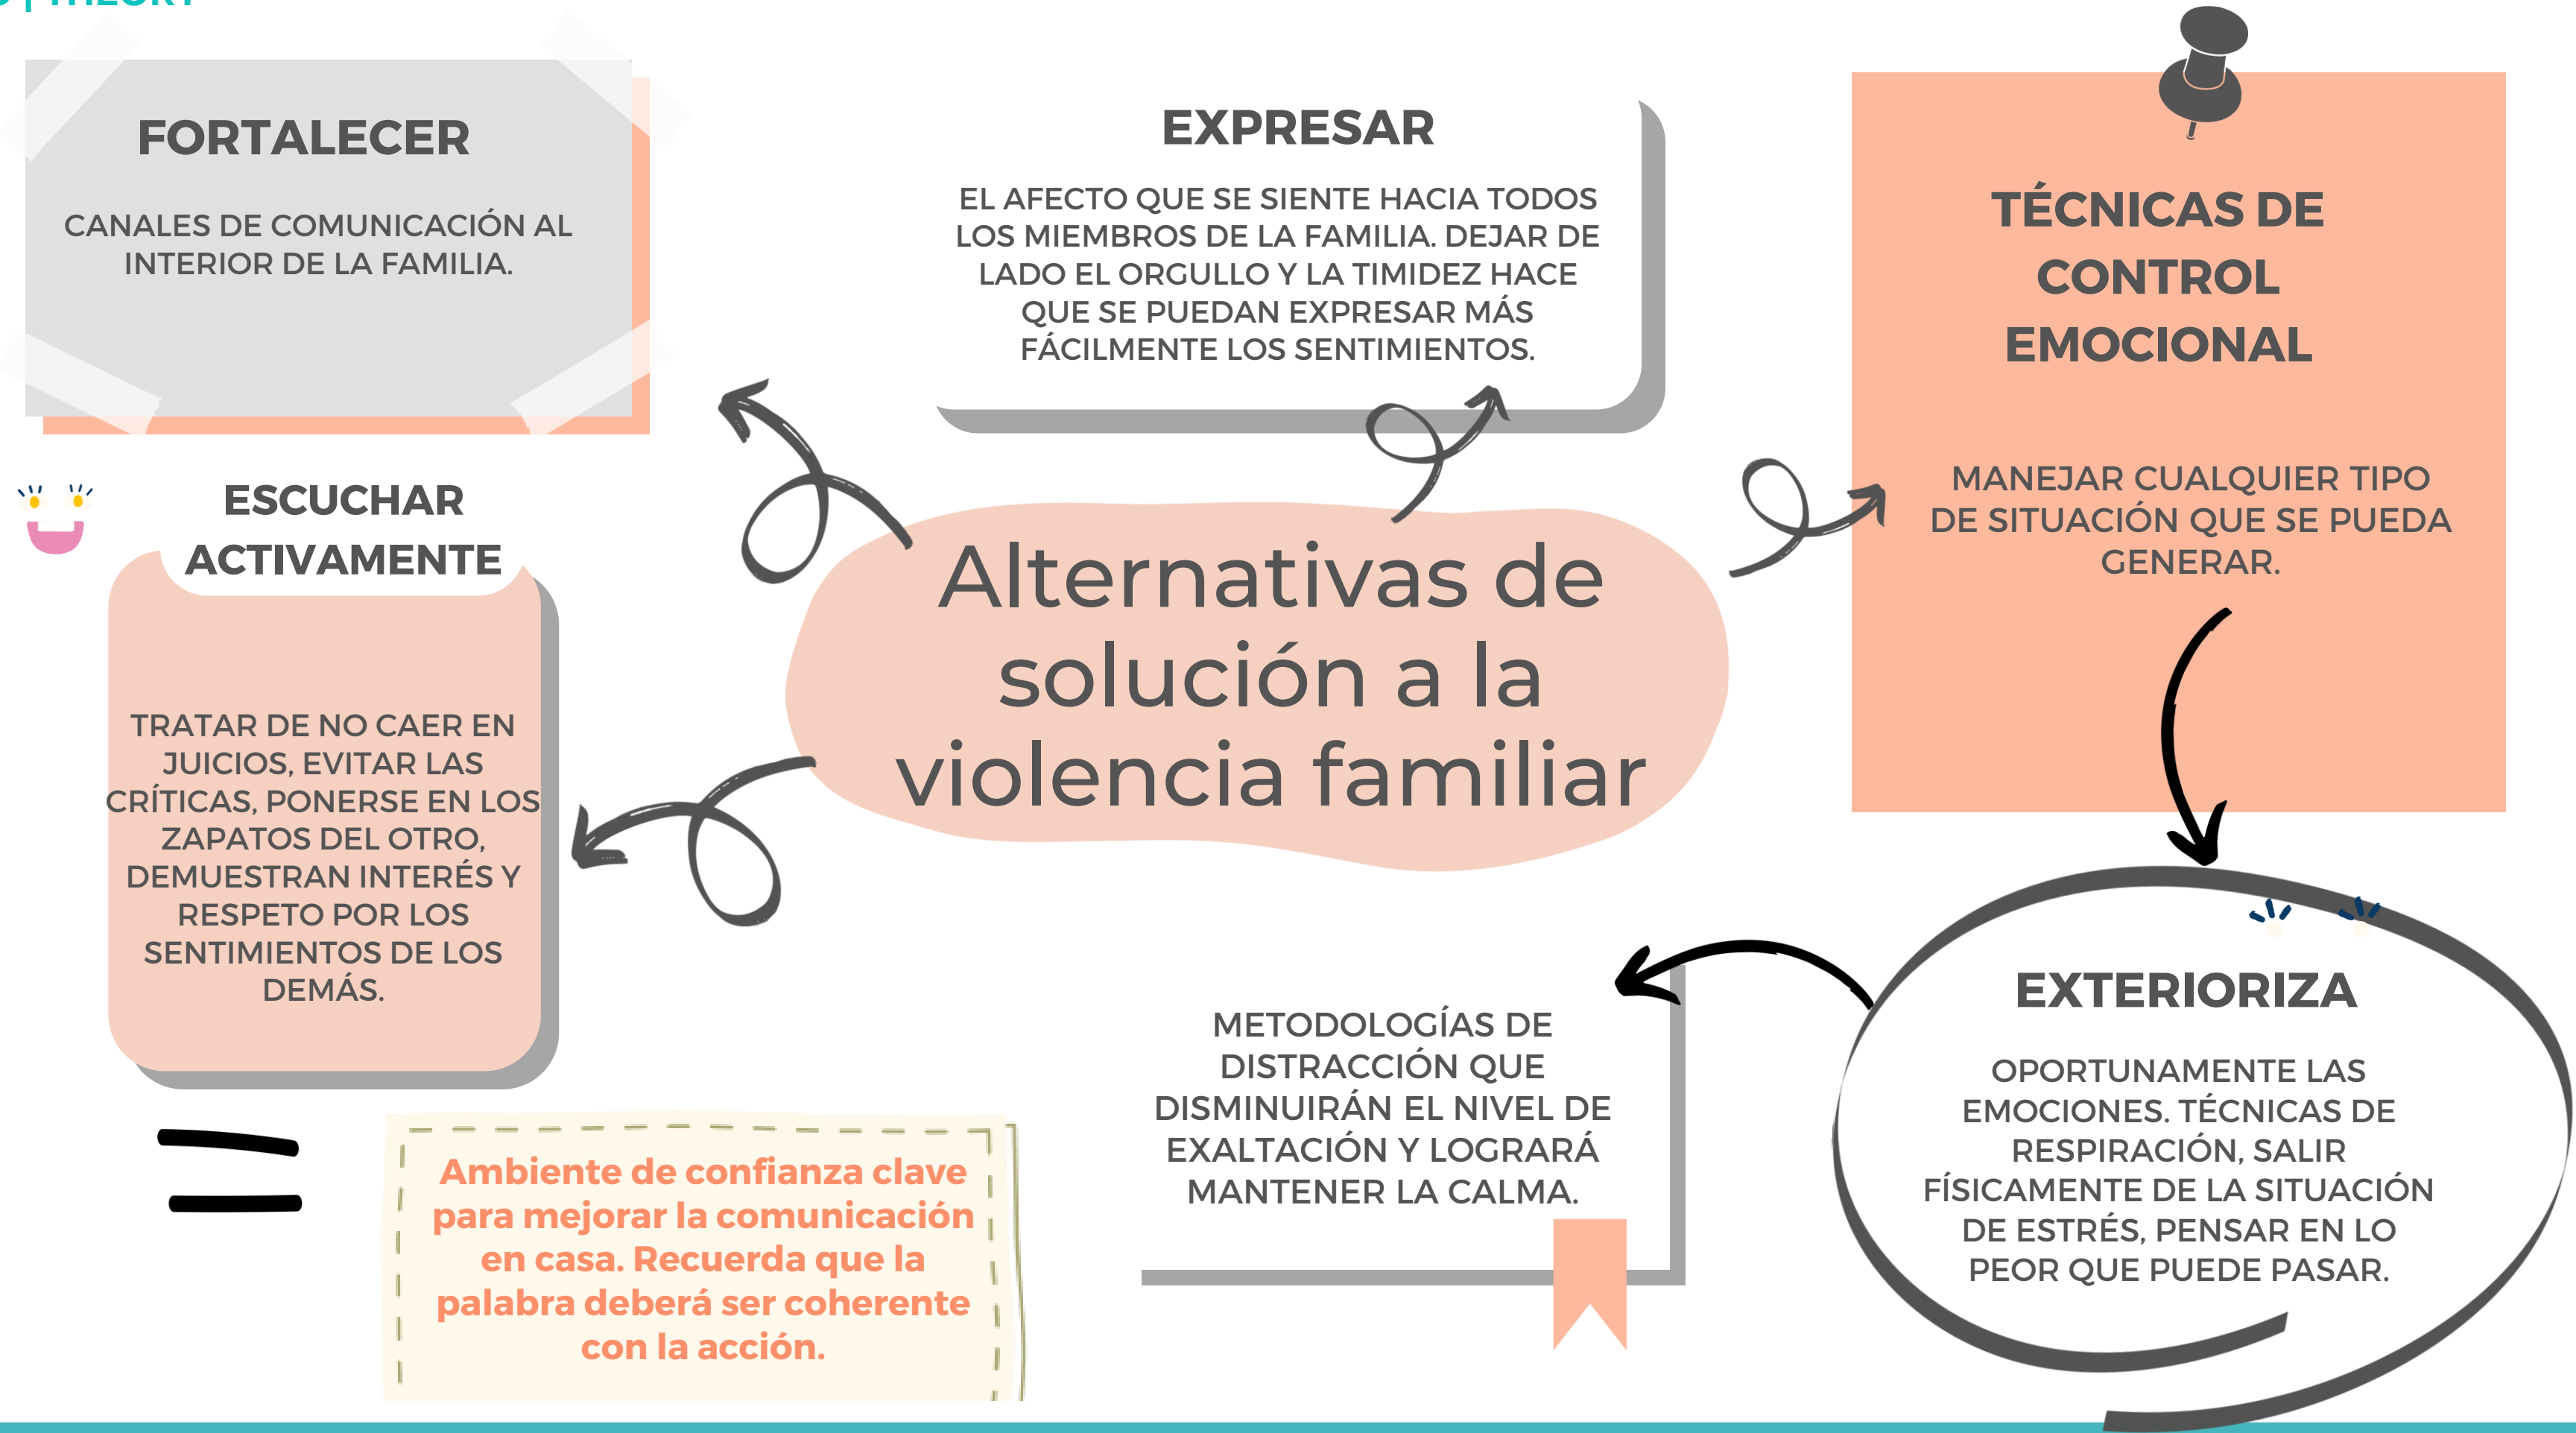 FORTALECER
CANALES DE COMUNICACIÓN AL
INTERIOR DE LA FAMILIA.
EXPRESAR
EL AFECTO QUE SE SIENTE HACIA TODOS
LOS MIEMBROS DE LA FAMILIA. DEJAR DE
LADO EL ORGULLO Y LA TIMIDEZ HACE
QUE SE PUEDAN EXPRESAR MÁS
FÁCILMENTE LOS SENTIMIENTOS.
TÉCNICAS DE
CONTROL
EMOCIONAL
MANEJAR CUALQUIER TIPO
DE SITUACIÓN QUE SE PUEDA
GENERAR.
Alternativas de
solución a la
violencia familiar
ESCUCHAR
ACTIVAMENTE
TRATAR DE NO CAER EN
JUICIOS, EVITAR LAS
CRÍTICAS, PONERSE EN LOS
ZAPATOS DEL OTRO,
DEMUESTRAN INTERÉS Y
RESPETO POR LOS
SENTIMIENTOS DE LOS
DEMÁS.
EXTERIORIZA
OPORTUNAMENTE LAS
EMOCIONES. TÉCNICAS DE
RESPIRACIÓN, SALIR
FÍSICAMENTE DE LA SITUACIÓN
DE ESTRÉS, PENSAR EN LO
PEOR QUE PUEDE PASAR.
METODOLOGÍAS DE
DISTRACCIÓN QUE
DISMINUIRÁN EL NIVEL DE
EXALTACIÓN Y LOGRARÁ
MANTENER LA CALMA.
Ambiente de confianza clave
para mejorar la comunicación
en casa. Recuerda que la
palabra deberá ser coherente
con la acción.